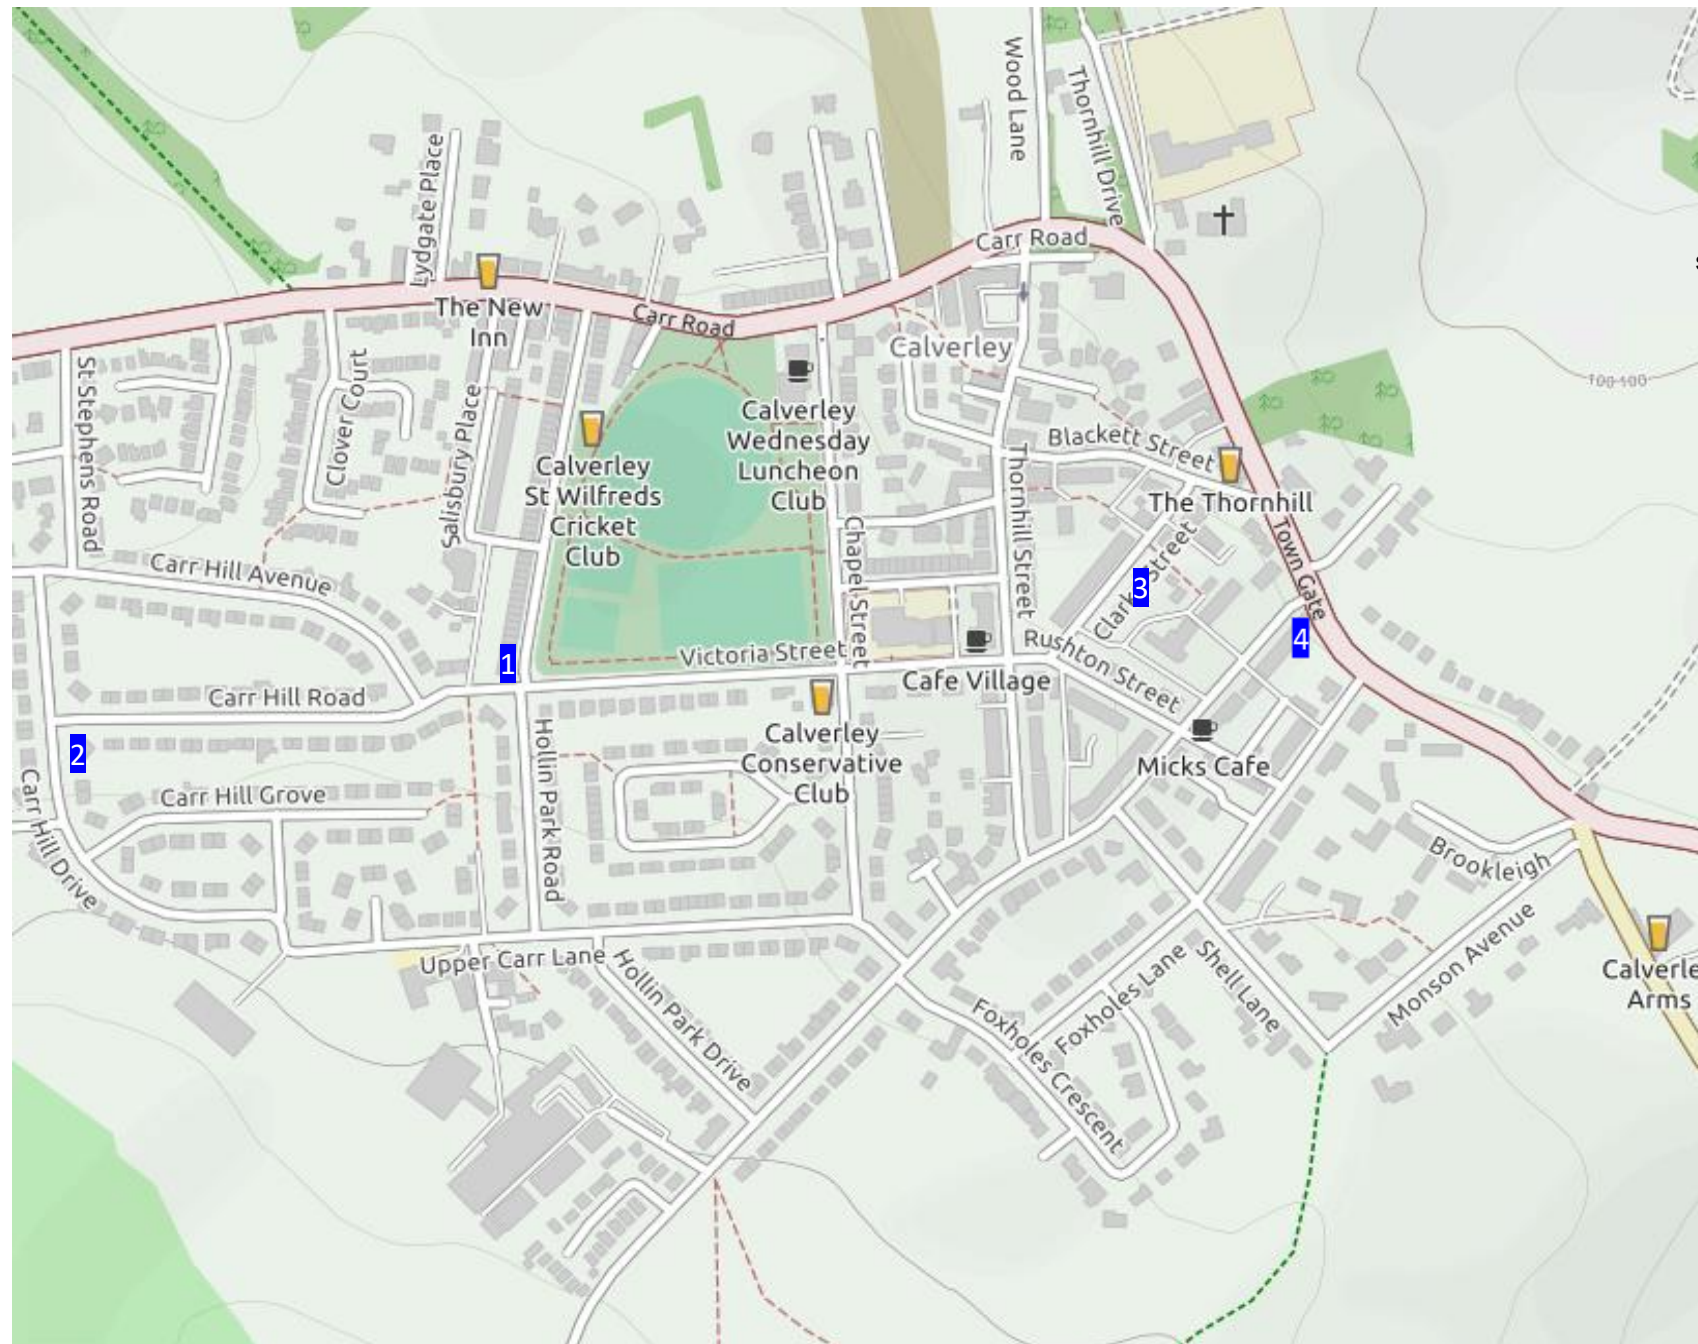 Wood Lane
Thornhill Drive
Lydgate Place
Carr Road
The New
Inn
Carr Road
Calverley
St Stephens Road
Clover Court
Salisbury Place
Calverley
St Wilfreds
Cricket
Club
Calverley
Wednesday
Luncheon
Club
Blackett Street
The Thornhill
100-100
Thornhill Street
Chapel Street
Clark Street
Town Gate
3
4
Carr Hill Avenue
1
Victoria Street
Rushton Street
Cafe Village
Carr Hill Road
2
Hollin Park Road
Calverley
Conservative
Club
Micks Cafe
Carr Hill Drive
Carr Hill Grove
Brookleigh
Monson Avenue
Upper Carr Lane
Hollin Park Drive
Foxholes Lane
Shell Lane
Foxholes Crescent
Calverle
Arms